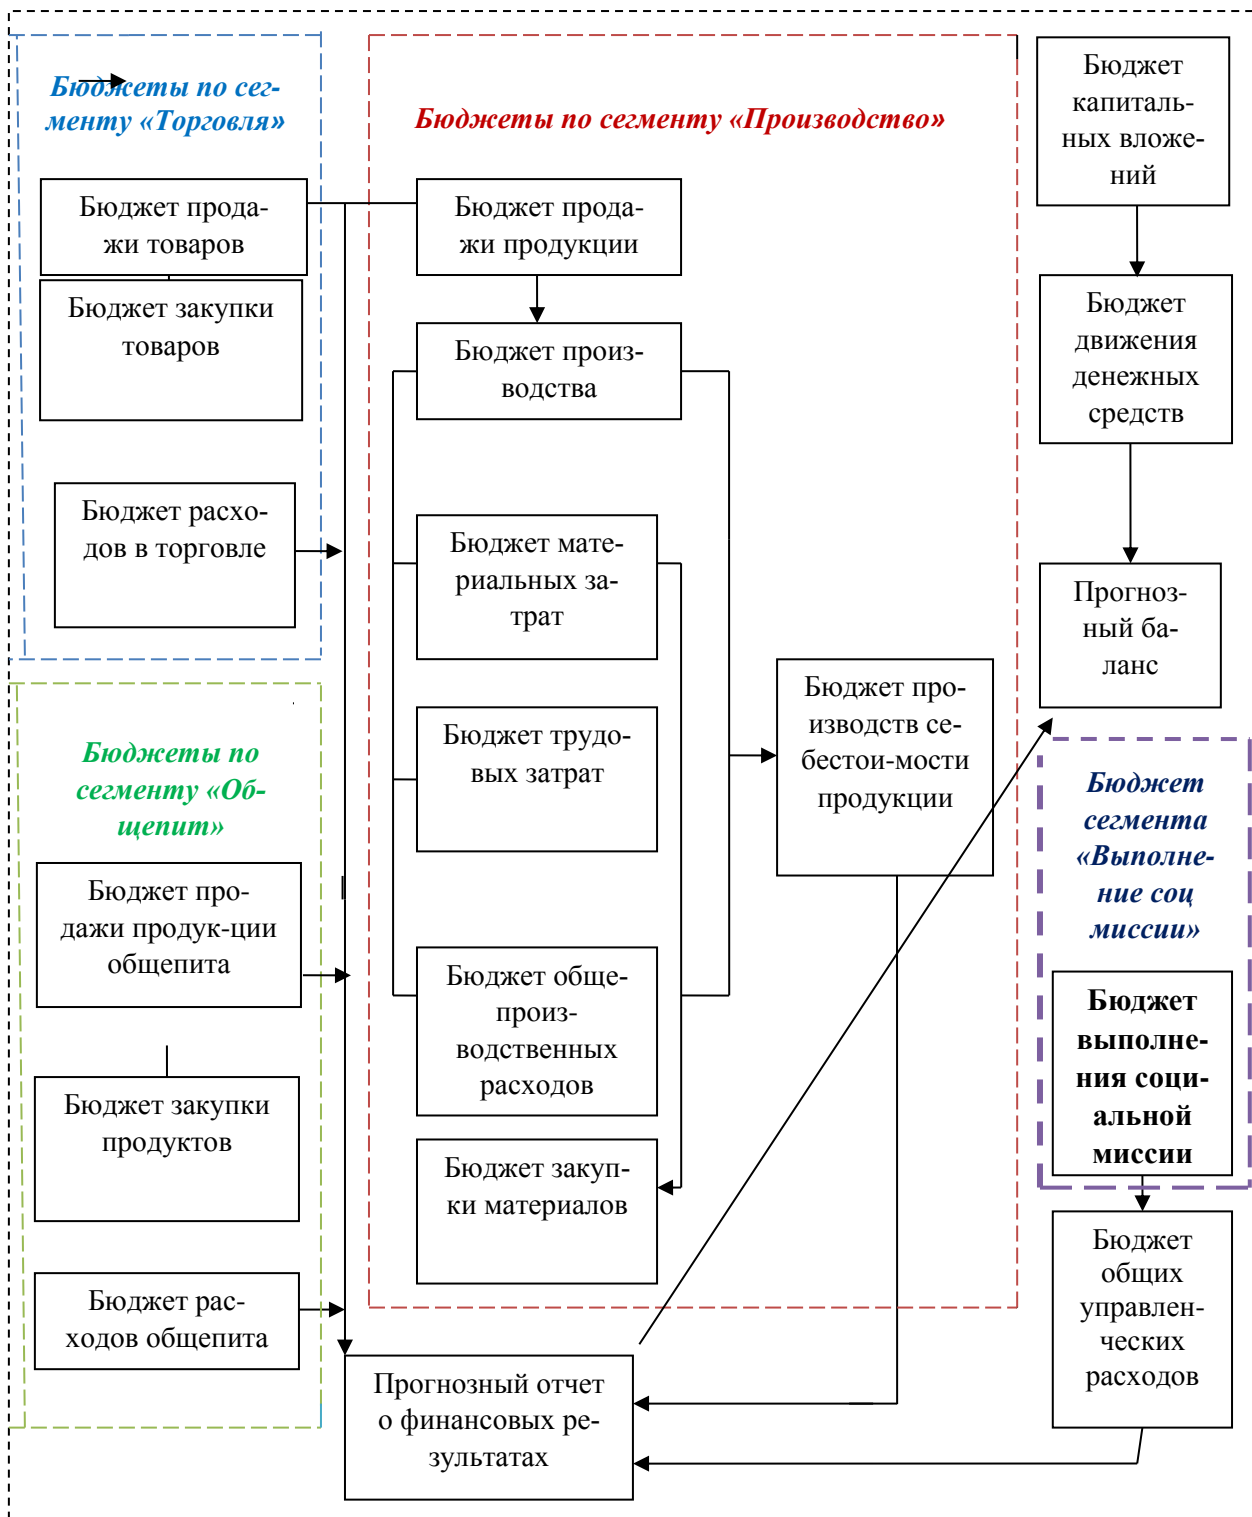 Бюджеты по сег-
менту «Торговля»
Бюджет прода-
жи товаров
Бюджет закупки
товаров
Бюджет расхо-
дов в торговле
Бюджеты по
сегменту «Об-
щепит»
Бюджет про-
дажи продук-ции
общепита
Бюджет закупки
продуктов
Бюджет рас-
ходов общепита
Бюджеты по сегменту «Производство»
Бюджет прода-
жи продукции
Бюджет произ-
водства
Бюджет мате-
риальных за-
трат
Бюджет трудо-
вых затрат
Бюджет обще-
произ-
водственных
расходов
Бюджет закуп-
ки материалов
Бюджет про-
изводств се-
бестои-мости
продукции
Прогнозный отчет
о финансовых ре-
зультатах
Бюджет
капиталь-
ных вложе-
ний
Бюджет
движения
денежных
средств
Прогноз-
ный ба-
ланс
Бюджет
сегмента
«Выполне-
ние соц
миссии»
Бюджет
выполне-
ния соци-
альной
миссии
Бюджет
общих
управлен-
ческих
расходов